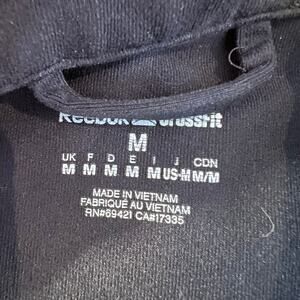 Reebok CrossFit
M
UK F D E I J CDN
M M M M M US-M M/M
MADE IN VIETNAM
FABRIQUÉ AU VIETNAM
RN#69421 CA#17335